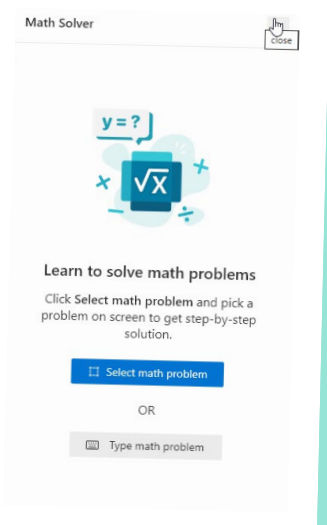 Math Solver
close
y = ?
√x
Learn to solve math problems
Click Select math problem and pick a
problem on screen to get step-by-step
solution.
Select math problem
OR
Type math problem